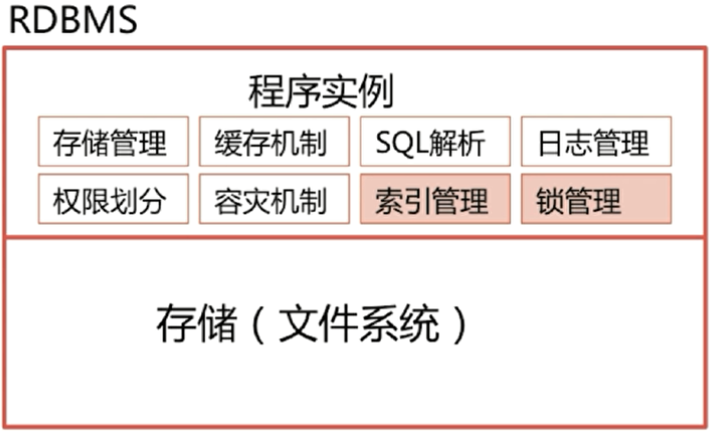 RDBMS
程序实例
存储管理 缓存机制 SQL解析 日志管理
权限划分 容灾机制 索引管理 锁管理
存储（文件系统）